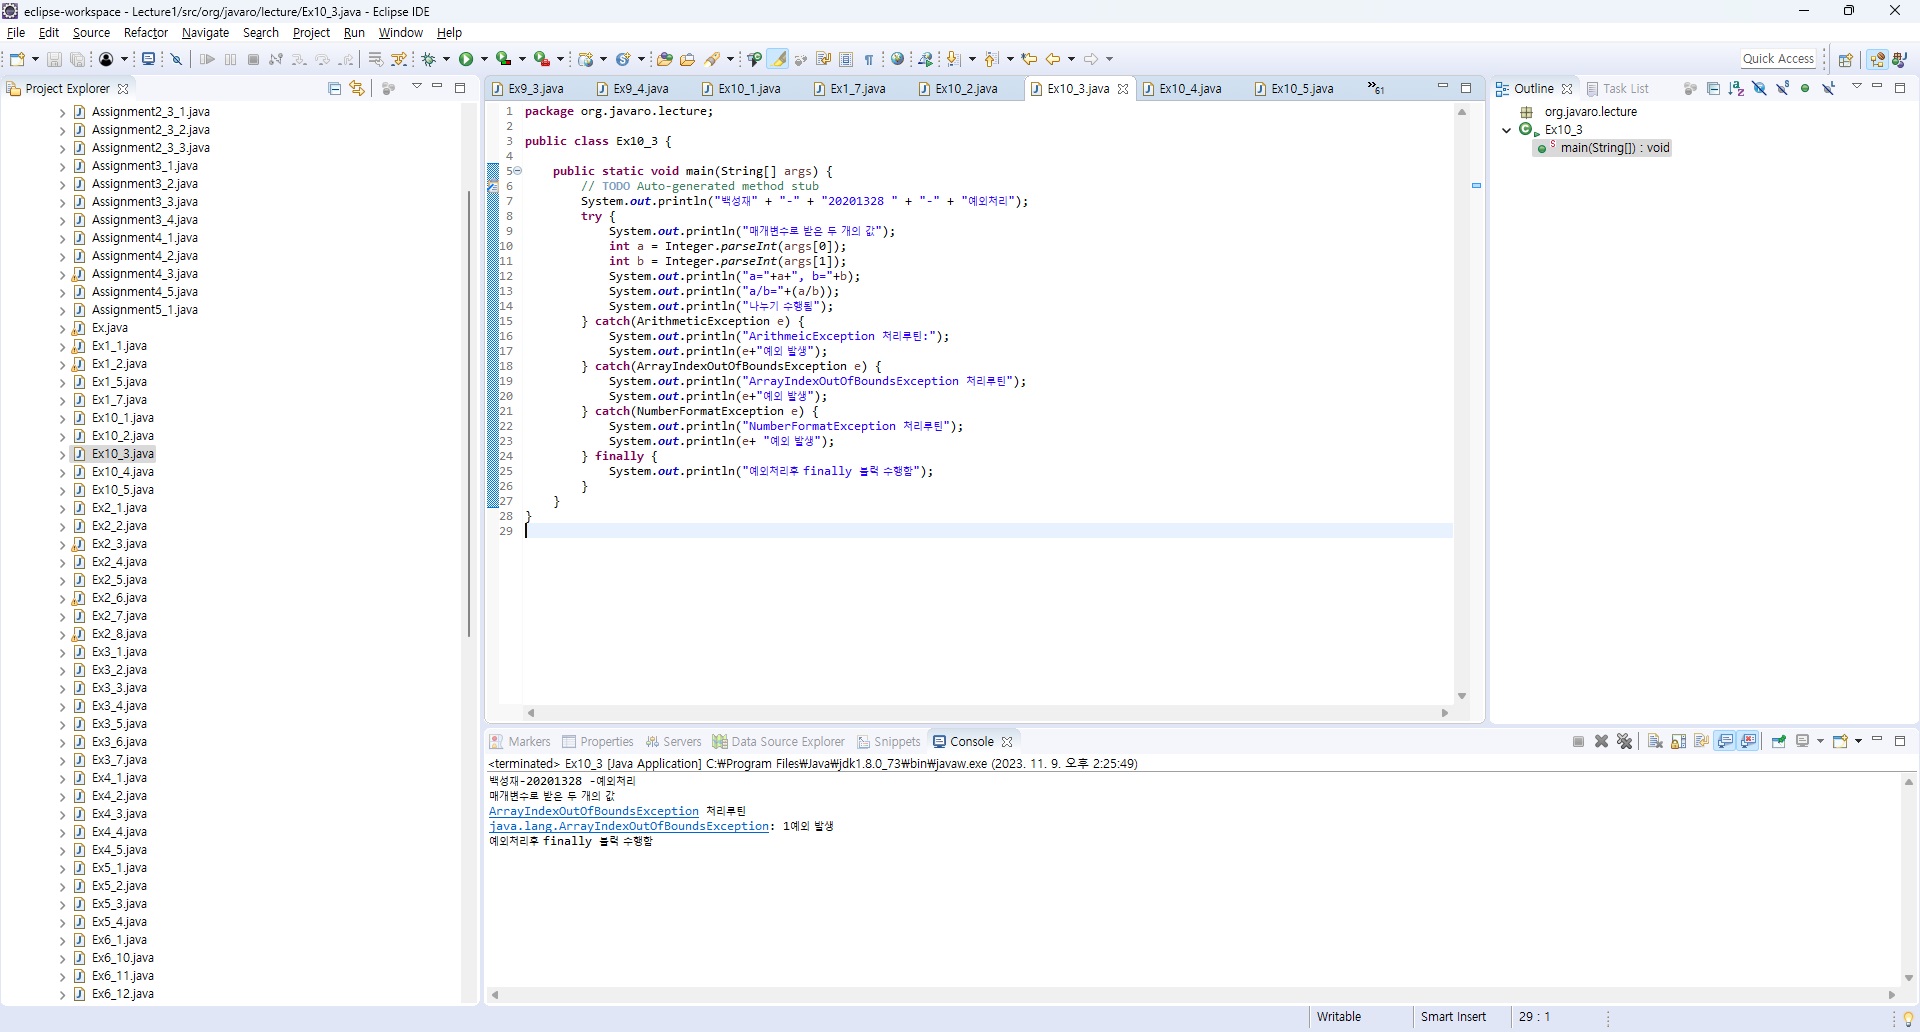 eclipse-workspace - Lecture1/src/org/javaro/lecture/Ex10_3.java - Eclipse IDE
File Edit Source Refactor Navigate Search Project Run Window Help
Quick Access
Project Explorer
Assignment2_3_1.java
Assignment2_3_2.java
Assignment2_3_3.java
Assignment3_1.java
Assignment3_2.java
Assignment3_3.java
Assignment3_4.java
Assignment4_1.java
Assignment4_2.java
Assignment4_3.java
Assignment4_5.java
Assignment5_1.java
Ex.java
Ex1_1.java
Ex1_2.java
Ex1_5.java
Ex1_7.java
Ex10_1.java
Ex10_2.java
Ex10_3.java
Ex10_4.java
Ex10_5.java
Ex2_1.java
Ex2_2.java
Ex2_3.java
Ex2_4.java
Ex2_5.java
Ex2_6.java
Ex2_7.java
Ex2_8.java
Ex3_1.java
Ex3_2.java
Ex3_3.java
Ex3_4.java
Ex3_5.java
Ex3_6.java
Ex3_7.java
Ex4_1.java
Ex4_2.java
Ex4_3.java
Ex4_4.java
Ex4_5.java
Ex5_1.java
Ex5_2.java
Ex5_3.java
Ex5_4.java
Ex6_1.java
Ex6_10.java
Ex6_11.java
Ex6_12.java
Ex9_3.java Ex9_4.java Ex10_1.java Ex1_7.java Ex10_2.java Ex10_3.java Ex10_4.java Ex10_5.java »61
1 package org.javaro.lecture;
2
3 public class Ex10_3 {
4
5 public static void main(String[] args) {
6 // TODO Auto-generated method stub
7 System.out.println("백성재" + "-" + "20201328 " + "-" + "예외처리");
8 try {
9 System.out.println("매개변수로 받은 두 개의 값");
10 int a = Integer.parseInt(args[0]);
11 int b = Integer.parseInt(args[1]);
12 System.out.println("a="+a+", b="+b);
13 System.out.println("a/b="+(a/b));
14 System.out.println("나누기 수행됨");
15 } catch(ArithmeticException e) {
16 System.out.println("ArithmeicException 처리루틴:");
17 System.out.println(e+"예외 발생");
18 } catch(ArrayIndexOutOfBoundsException e) {
19 System.out.println("ArrayIndexOutOfBoundsException 처리루틴");
20 System.out.println(e+"예외 발생");
21 } catch(NumberFormatException e) {
22 System.out.println("NumberFormatException 처리루틴");
23 System.out.println(e+ "예외 발생");
24 } finally {
25 System.out.println("예외처리후 finally 블럭 수행함");
26 }
27 }
28 }
29
Outline Task List
org.javaro.lecture
Ex10_3
main(String[]) : void
Markers Properties Servers Data Source Explorer Snippets Console
<terminated> Ex10_3 [Java Application] C:₩Program Files₩Java₩jdk1.8.0_73₩bin₩javaw.exe (2023. 11. 9. 오후 2:25:49)
백성재-20201328 -예외처리
매개변수로 받은 두 개의 값
ArrayIndexOutOfBoundsException 처리루틴
java.lang.ArrayIndexOutOfBoundsException: 1예외 발생
예외처리후 finally 블럭 수행함
Writable Smart Insert 29 : 1